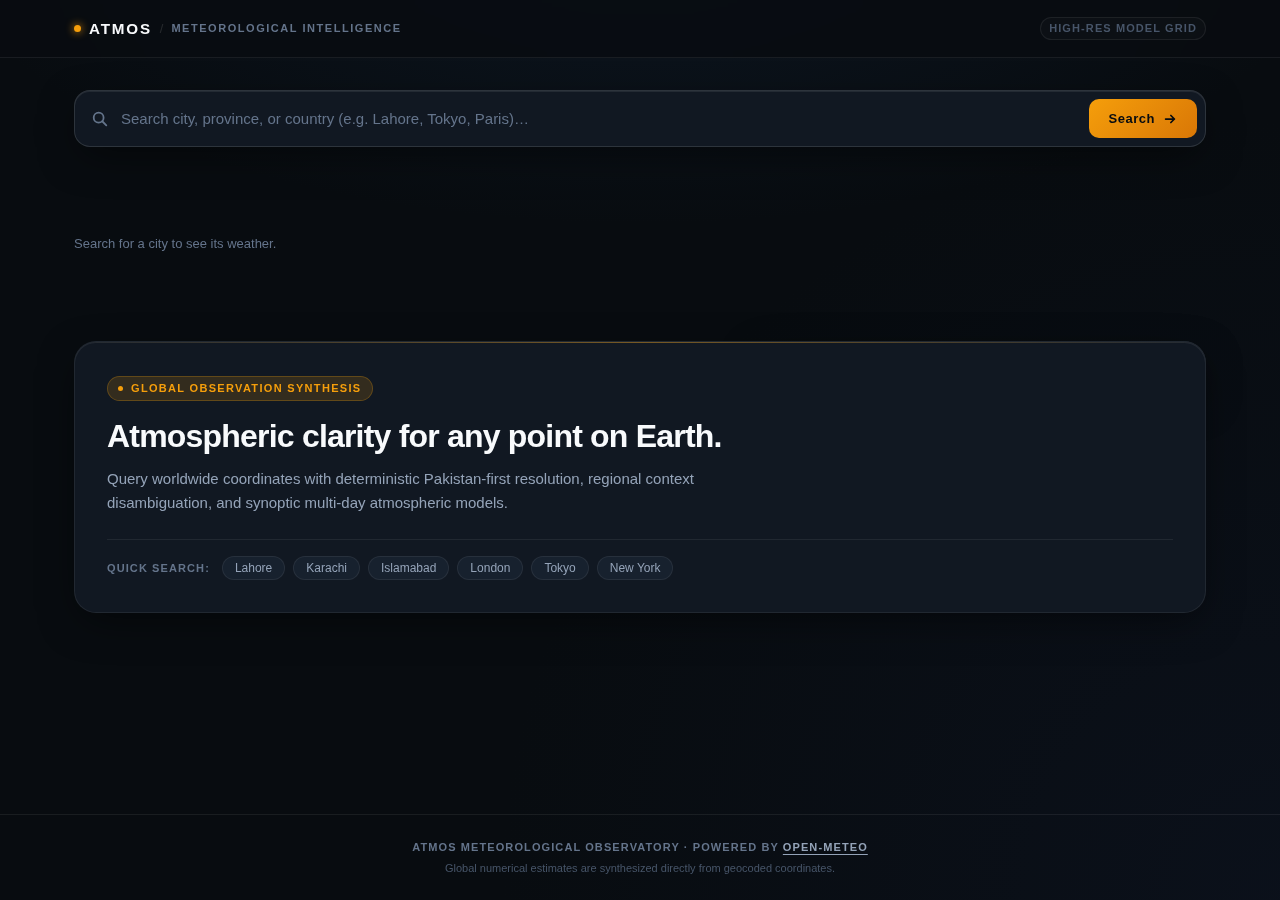 ATMOS / METEOROLOGICAL INTELLIGENCE
HIGH-RES MODEL GRID
Search city, province, or country (e.g. Lahore, Tokyo, Paris)…
Search →
Search for a city to see its weather.
GLOBAL OBSERVATION SYNTHESIS
Atmospheric clarity for any point on Earth.
Query worldwide coordinates with deterministic Pakistan-first resolution, regional context
disambiguation, and synoptic multi-day atmospheric models.
QUICK SEARCH: Lahore Karachi Islamabad London Tokyo New York
ATMOS METEOROLOGICAL OBSERVATORY · POWERED BY OPEN-METEO
Global numerical estimates are synthesized directly from geocoded coordinates.